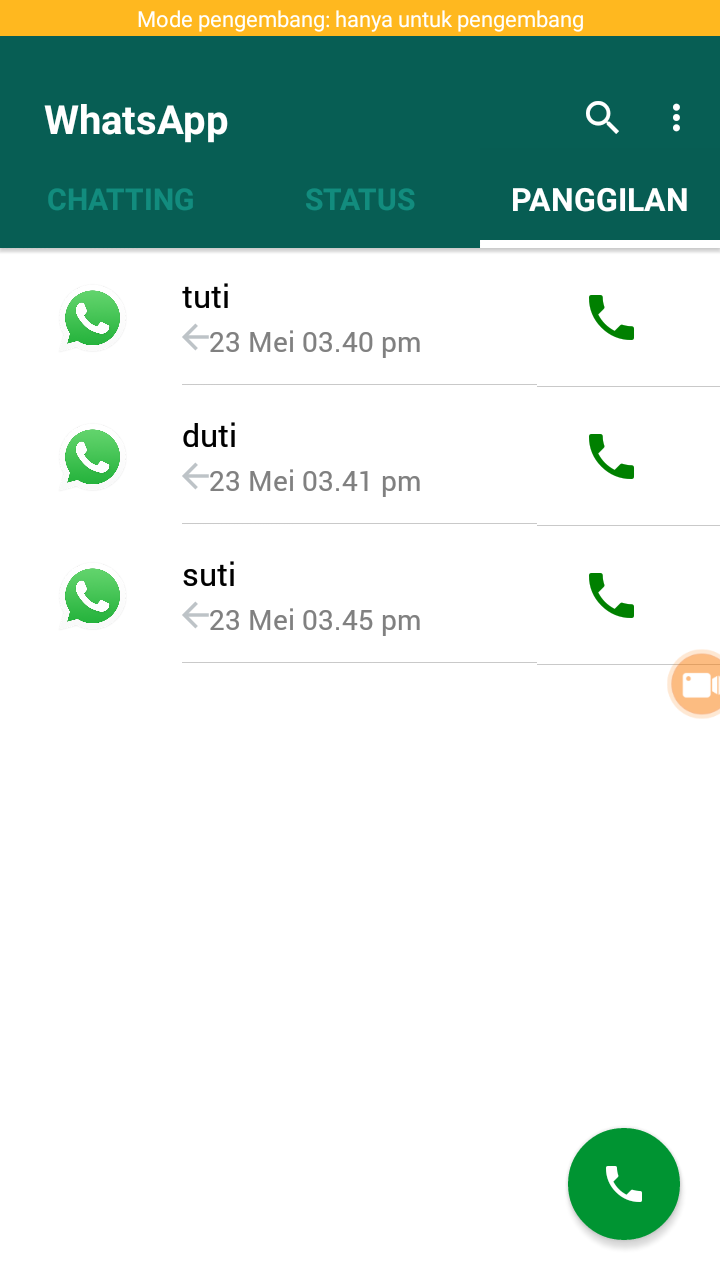 Mode pengembang: hanya untuk pengembang
WhatsApp
CHATTING STATUS PANGGILAN
tuti
23 Mei 03.40 pm
duti
23 Mei 03.41 pm
suti
23 Mei 03.45 pm